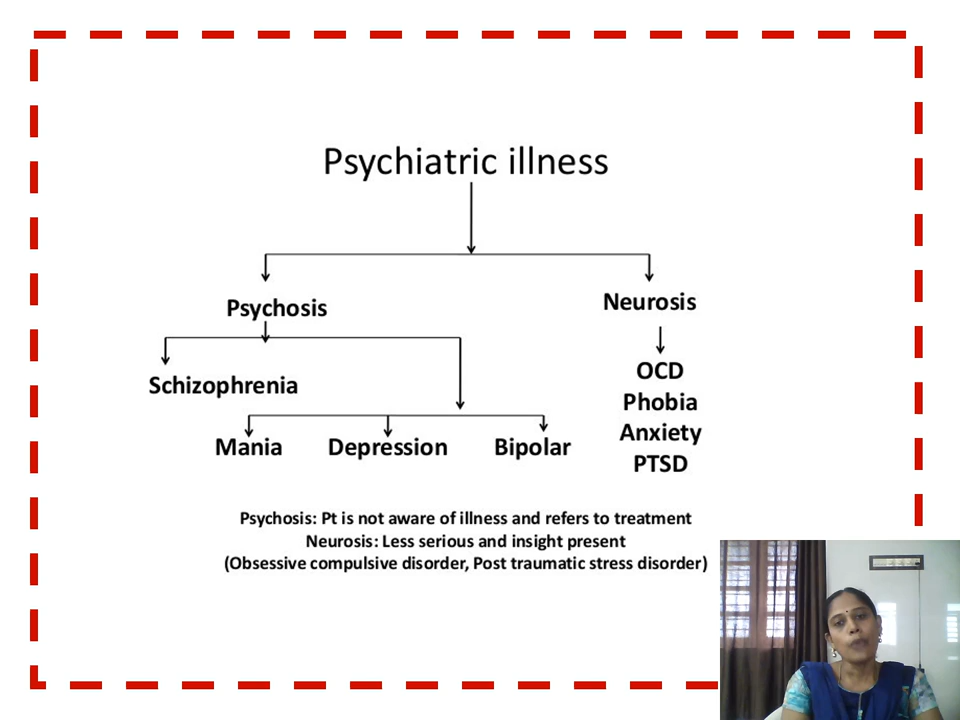 Psychiatric illness
Psychosis
Neurosis
Schizophrenia
Mania Depression Bipolar
OCD
Phobia
Anxiety
PTSD
Psychosis: Pt is not aware of illness and refers to treatment
Neurosis: Less serious and insight present
(Obsessive compulsive disorder, Post traumatic stress disorder)